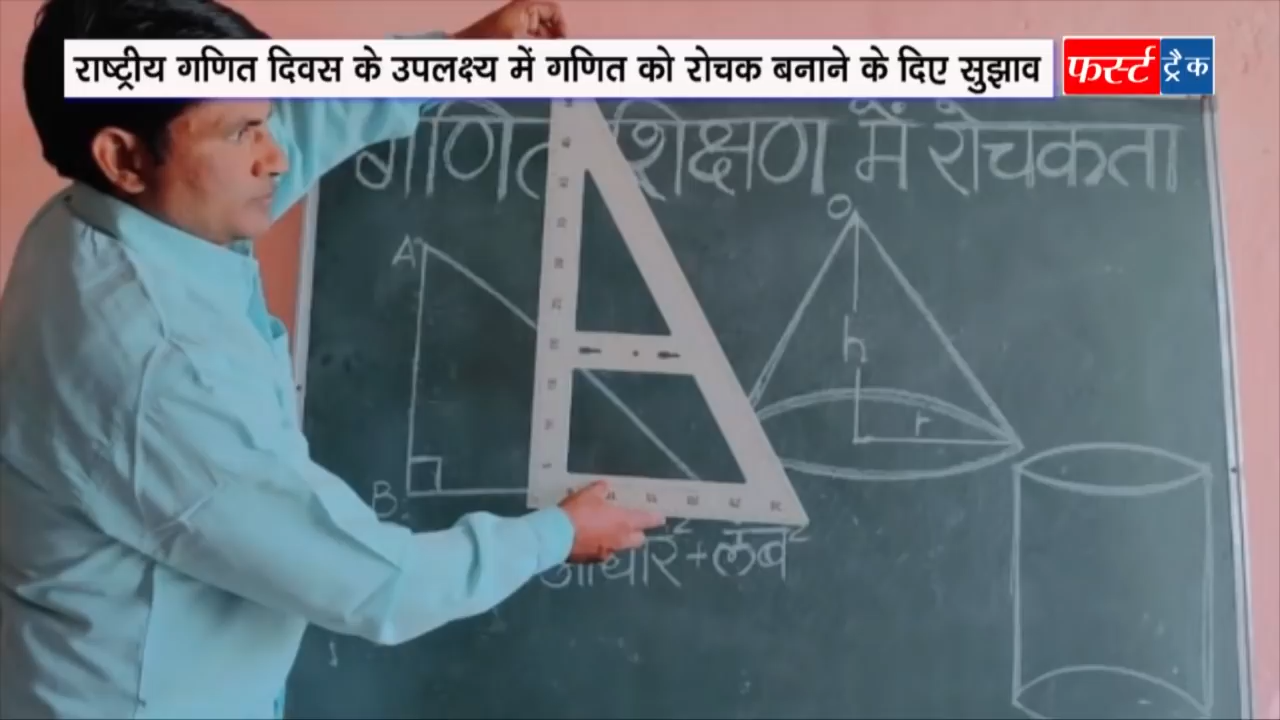 राष्ट्रीय गणित दिवस के उपलक्ष्य में गणित को रोचक बनाने के दिए सुझाव
फर्स्ट ट्रैक
गणित शिक्षण में रोचकता
O
A
h
r
B
आधार² + लंब²